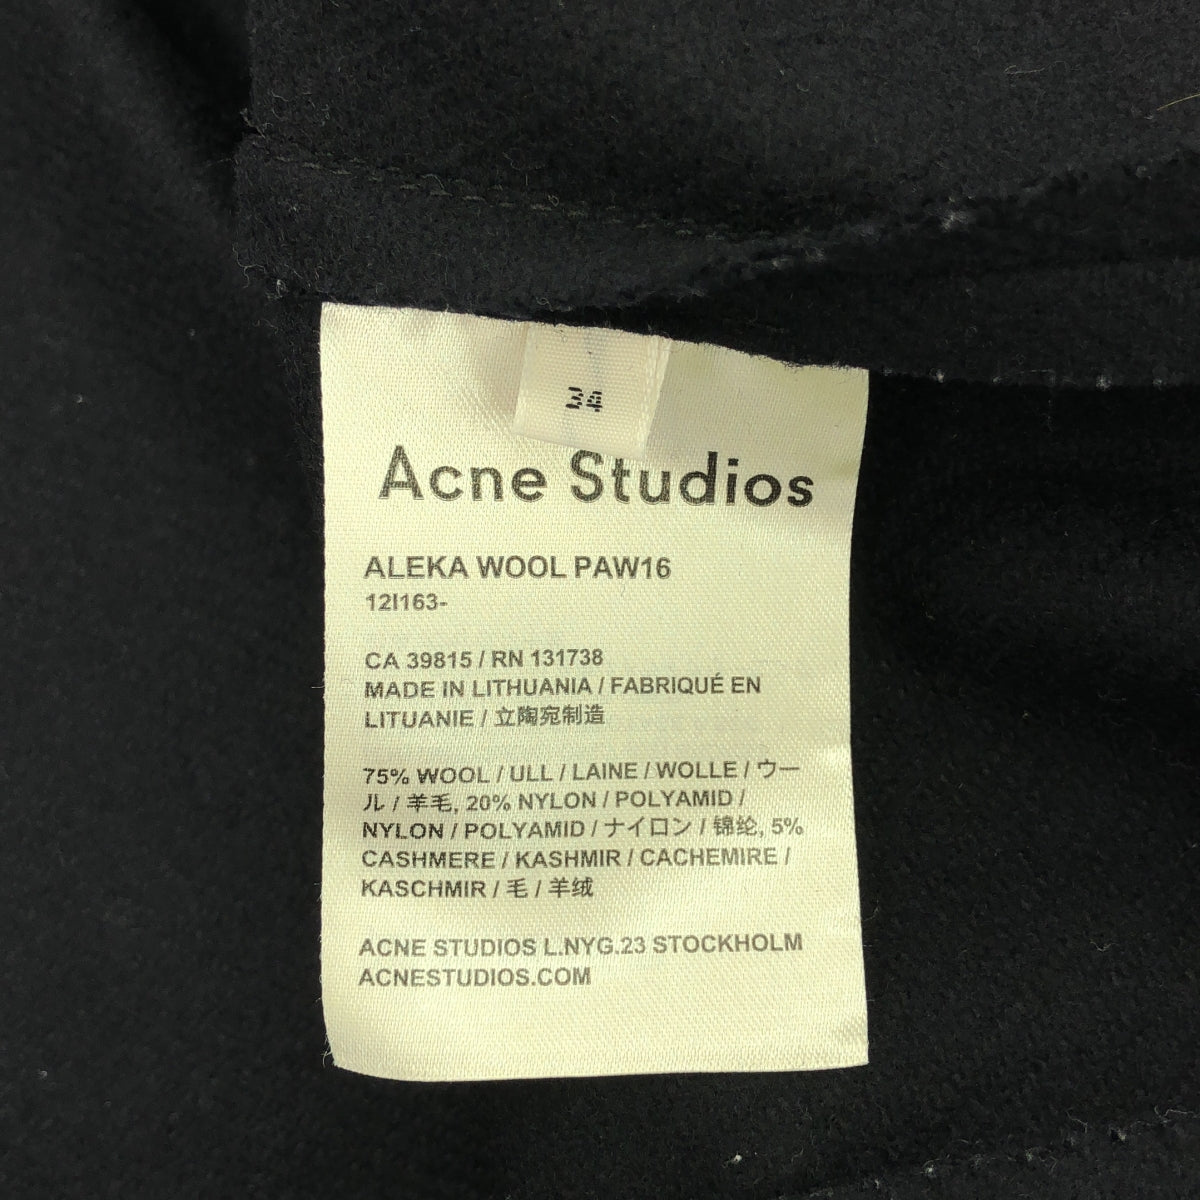 34
Acne Studios
ALEKA WOOL PAW16
12I163-
CA 39815 / RN 131738
MADE IN LITHUANIA / FABRIQUÉ EN
LITUANIE / 立陶宛制造
75% WOOL / ULL / LAINE / WOLLE / ウー
ル / 羊毛, 20% NYLON / POLYAMID /
NYLON / POLYAMID / ナイロン / 锦纶, 5%
CASHMERE / KASHMIR / CACHEMIRE /
KASCHMIR / 毛 / 羊绒
ACNE STUDIOS L.NYG.23 STOCKHOLM
ACNESTUDIOS.COM